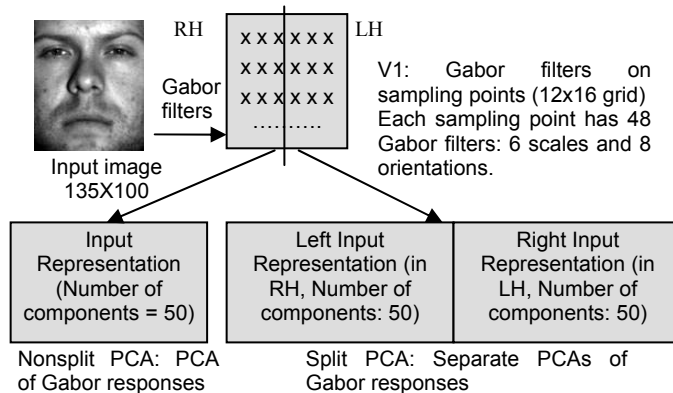 RH
LH
x x x x x x
x x x x x x
x x x x x x
..........
Gabor
filters
V1: Gabor filters on
sampling points (12x16 grid)
Each sampling point has 48
Gabor filters: 6 scales and 8
orientations.
Input image
135X100
Input
Representation
(Number of
components = 50)
Left Input
Representation (in
RH, Number of
components: 50)
Right Input
Representation (in
LH, Number of
components: 50)
Nonsplit PCA: PCA
of Gabor responses
Split PCA: Separate PCAs of
Gabor responses